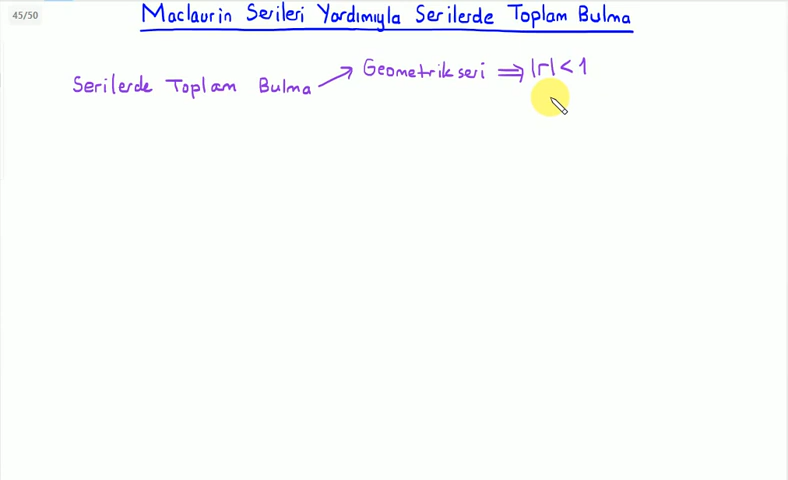 45/50
Maclaurin Serileri Yardımıyla Serilerde Toplam Bulma
Geometrik seri ⇒ |r| < 1
Serilerde Toplam Bulma